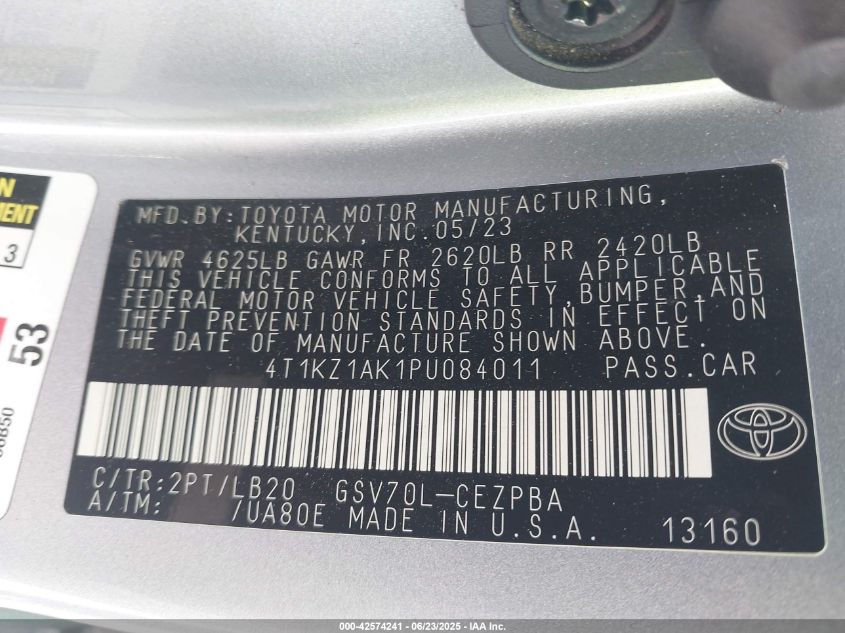 MFD.BY:TOYOTA MOTOR MANUFACTURING,
KENTUCKY,INC.05/23
GVWR 4625LB GAWR FR 2620LB RR 2420LB
THIS VEHICLE CONFORMS TO ALL APPLICABLE
FEDERAL MOTOR VEHICLE SAFETY,BUMPER,AND
THEFT PREVENTION STANDARDS IN EFFECT ON
THE DATE OF MANUFACTURE SHOWN ABOVE.
4T1KZ1AK1PU084011 PASS.CAR
C/TR:2PT/LB20 GSV70L-CEZPBA
A/TM: /UA80E MADE IN U.S.A. 13160
3
53
000-42574241 - 06/23/2025 - IAA Inc.